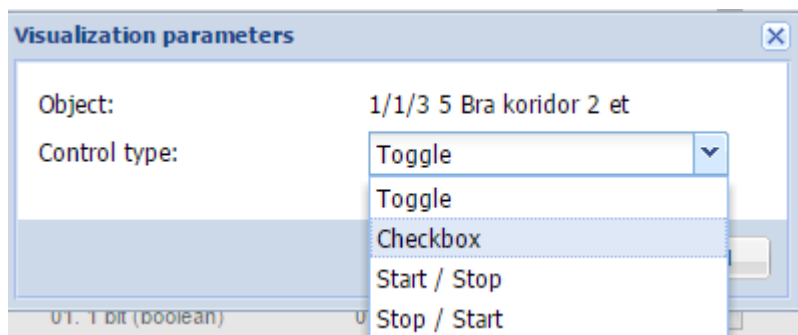 Visualization parameters
Object: 1/1/3 5 Bra koridor 2 et
Control type: Toggle
Toggle
Checkbox
Start / Stop
01. 1 bit (boolean)
Stop / Start